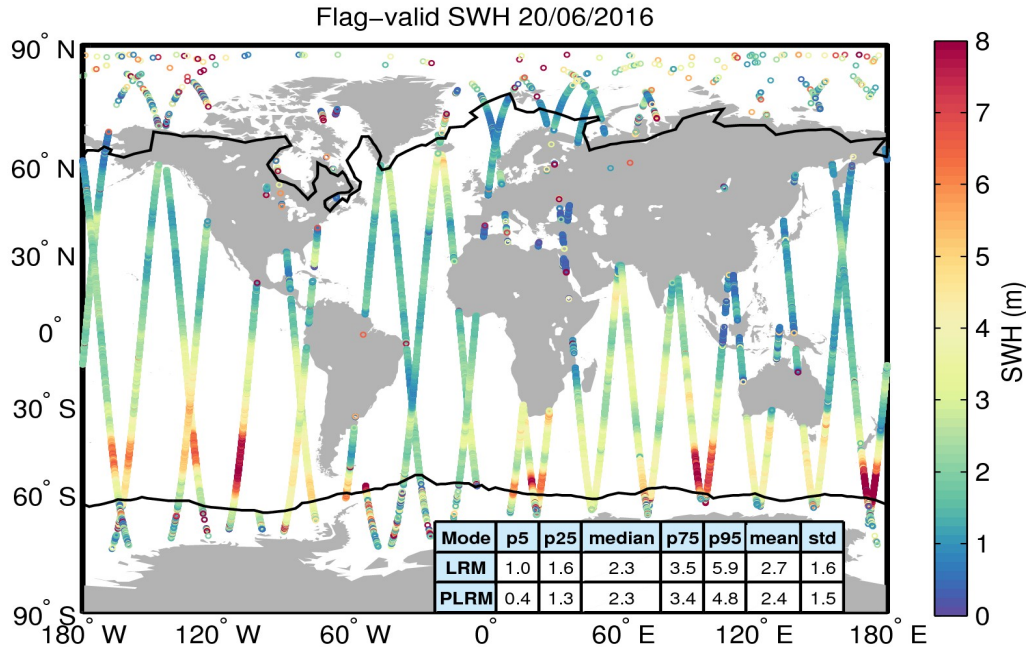 Flag-valid SWH 20/06/2016
90° N
60° N
30° N
0°
30° S
60° S
90° S
180° W
120° W
60° W
0°
60° E
120° E
180° E
8
7
6
5
4
3
2
1
0
SWH (m)
Mode p5 p25 median p75 p95 mean std
LRM 1.0 1.6 2.3 3.5 5.9 2.7 1.6
PLRM 0.4 1.3 2.3 3.4 4.8 2.4 1.5